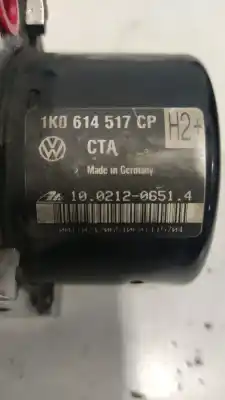 1K0 614 517 CP
H2+
CTA
Made in Germany
10.0212-0651.4